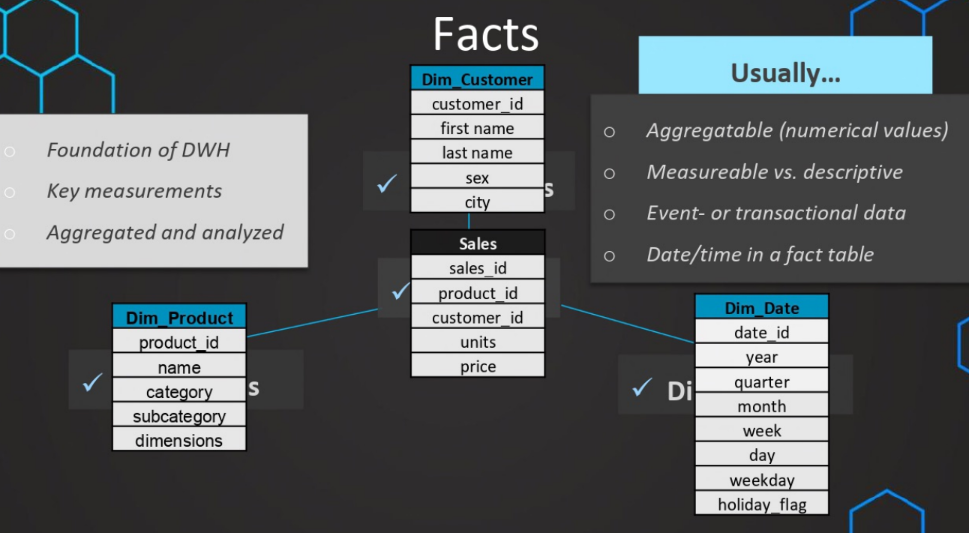 Facts
Foundation of DWH
Key measurements
Aggregated and analyzed
Dim_Customer
customer_id
first name
last name
sex
city
Usually...
Aggregatable (numerical values)
Measureable vs. descriptive
Event- or transactional data
Date/time in a fact table
Sales
sales_id
product_id
customer_id
units
price
Dim_Product
product_id
name
category
subcategory
dimensions
Dim_Date
date_id
year
quarter
month
week
day
weekday
holiday_flag